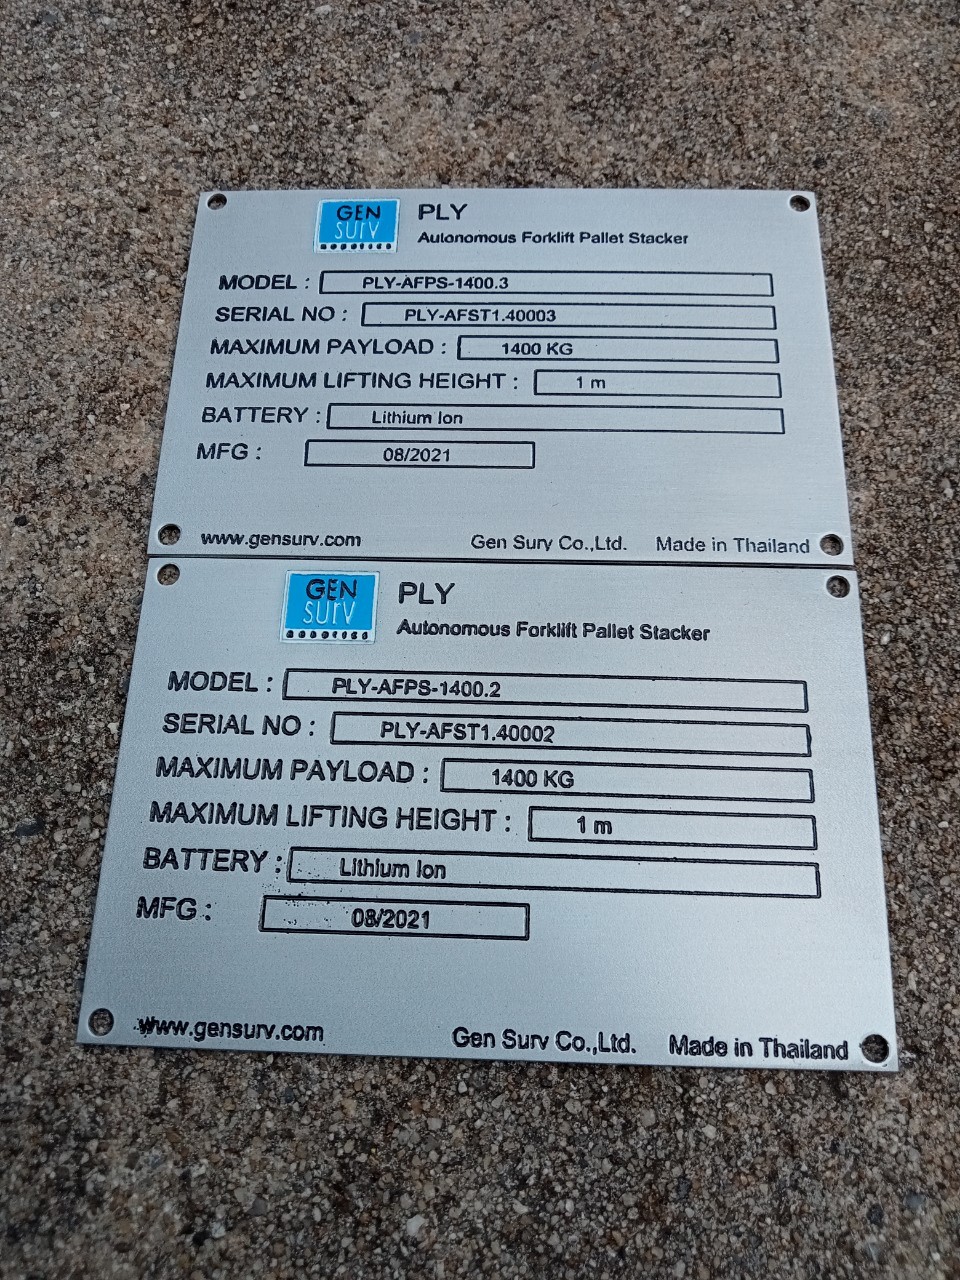 GEN
SURV
ROBOTICS
PLY
Autonomous Forklift Pallet Stacker
MODEL : PLY-AFPS-1400.3
SERIAL NO : PLY-AFST1.40003
MAXIMUM PAYLOAD : 1400 KG
MAXIMUM LIFTING HEIGHT : 1 m
BATTERY : Lithium Ion
MFG : 08/2021
www.gensurv.com Gen Surv Co.,Ltd. Made in Thailand
GEN
SURV
ROBOTICS
PLY
Autonomous Forklift Pallet Stacker
MODEL : PLY-AFPS-1400.2
SERIAL NO : PLY-AFST1.40002
MAXIMUM PAYLOAD : 1400 KG
MAXIMUM LIFTING HEIGHT : 1 m
BATTERY : Lithium Ion
MFG : 08/2021
www.gensurv.com Gen Surv Co.,Ltd. Made in Thailand